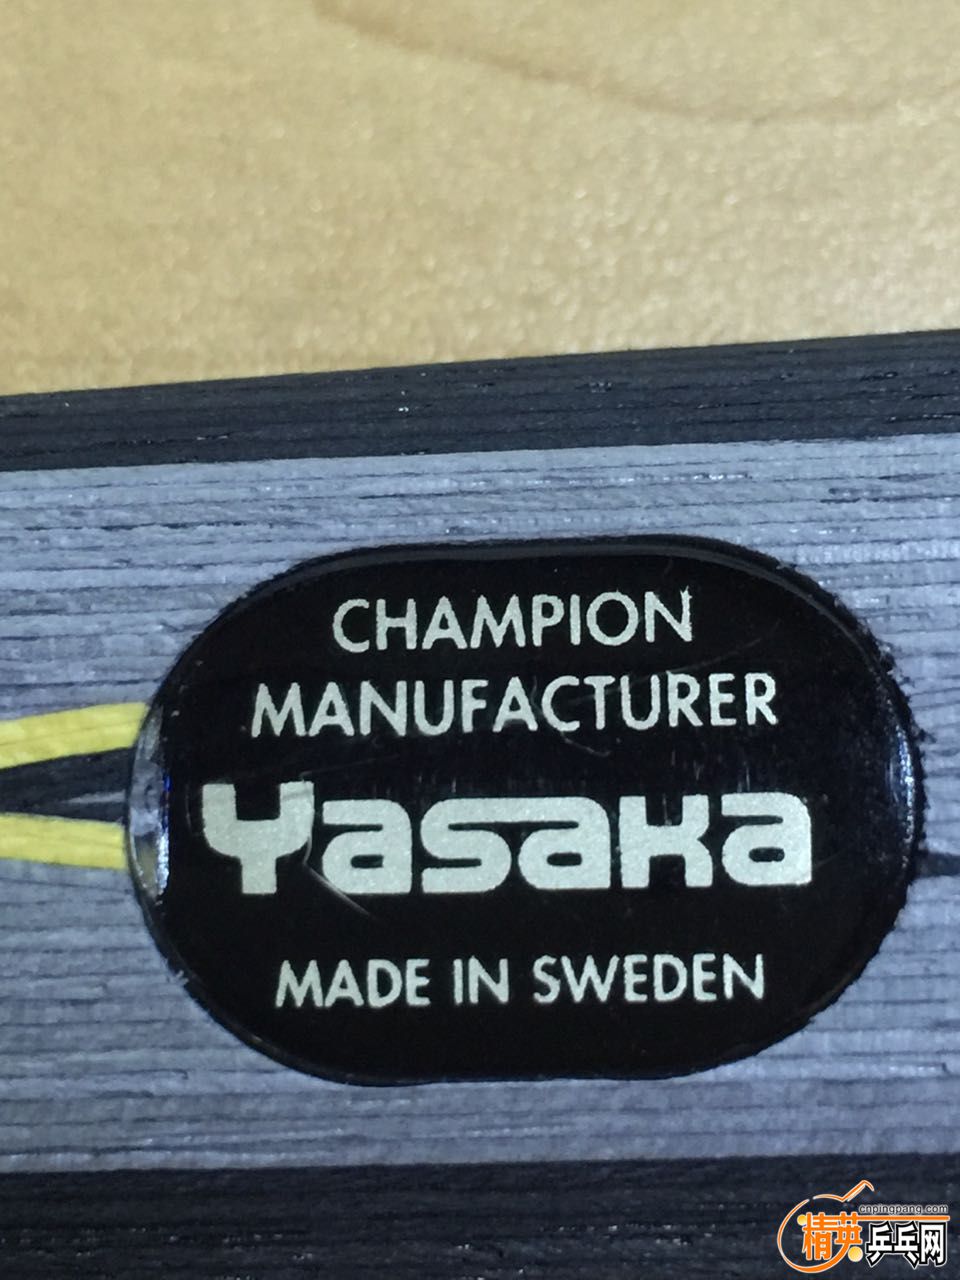 CHAMPION
MANUFACTURER
Yasaka
MADE IN SWEDEN
cnpingpang.com
精英乒乓网